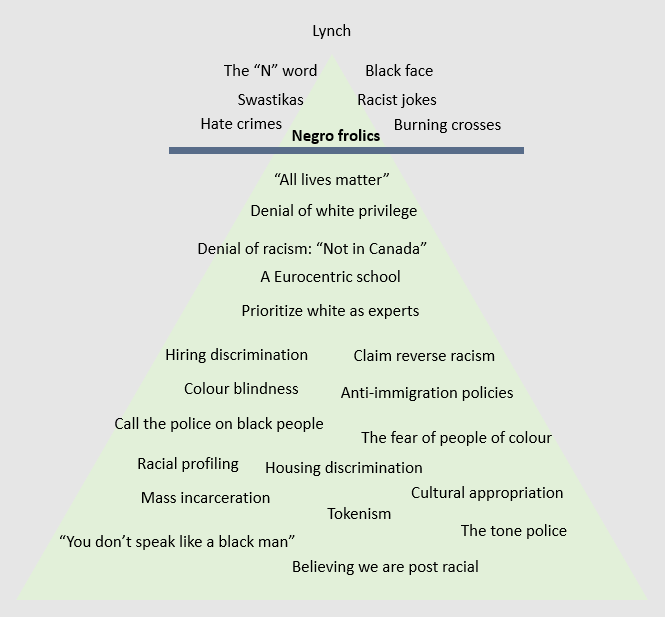 Lynch
The “N” word
Black face
Swastikas
Racist jokes
Hate crimes
Burning crosses
Negro frolics
“All lives matter”
Denial of white privilege
Denial of racism: “Not in Canada”
A Eurocentric school
Prioritize white as experts
Hiring discrimination
Claim reverse racism
Colour blindness
Anti-immigration policies
Call the police on black people
The fear of people of colour
Racial profiling
Housing discrimination
Mass incarceration
Cultural appropriation
Tokenism
The tone police
“You don’t speak like a black man”
Believing we are post racial